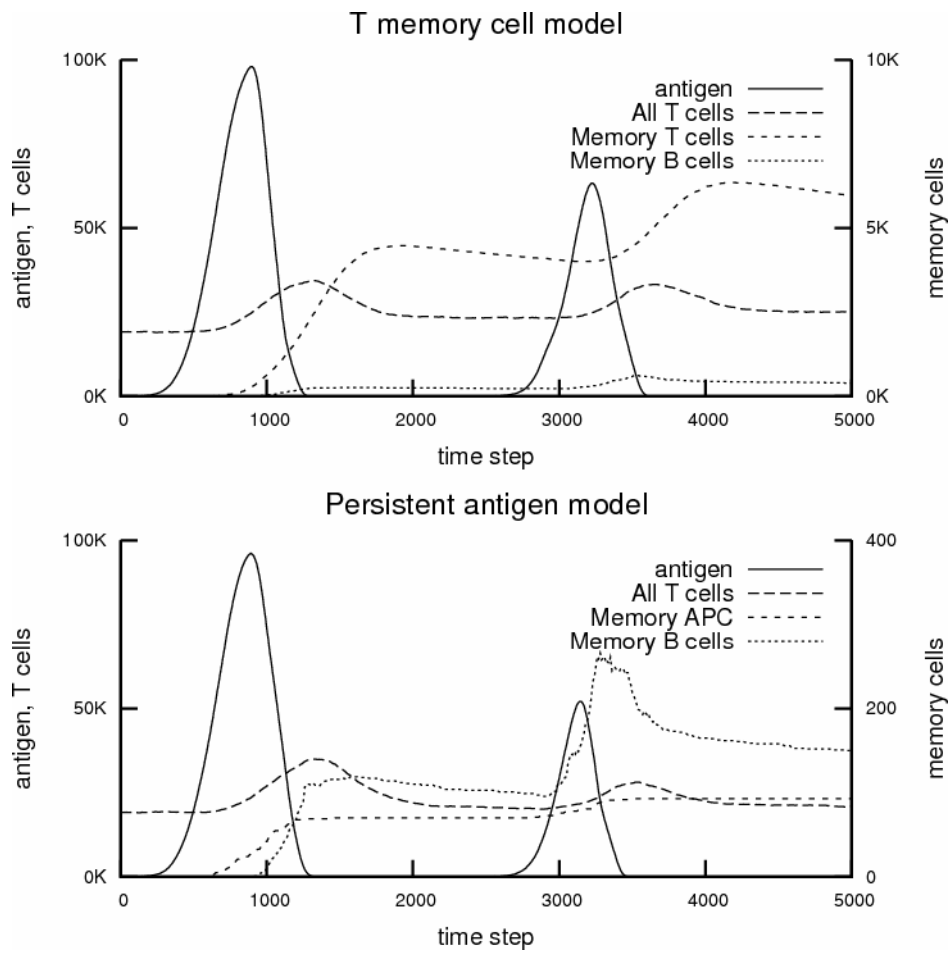 T memory cell model
100K
10K
antigen
All T cells
Memory T cells
Memory B cells
antigen, T cells
memory cells
50K
5K
0K
0K
0 1000 2000 3000 4000 5000
time step
Persistent antigen model
100K
400
antigen
All T cells
Memory APC
Memory B cells
antigen, T cells
memory cells
50K
200
0K
0
0 1000 2000 3000 4000 5000
time step